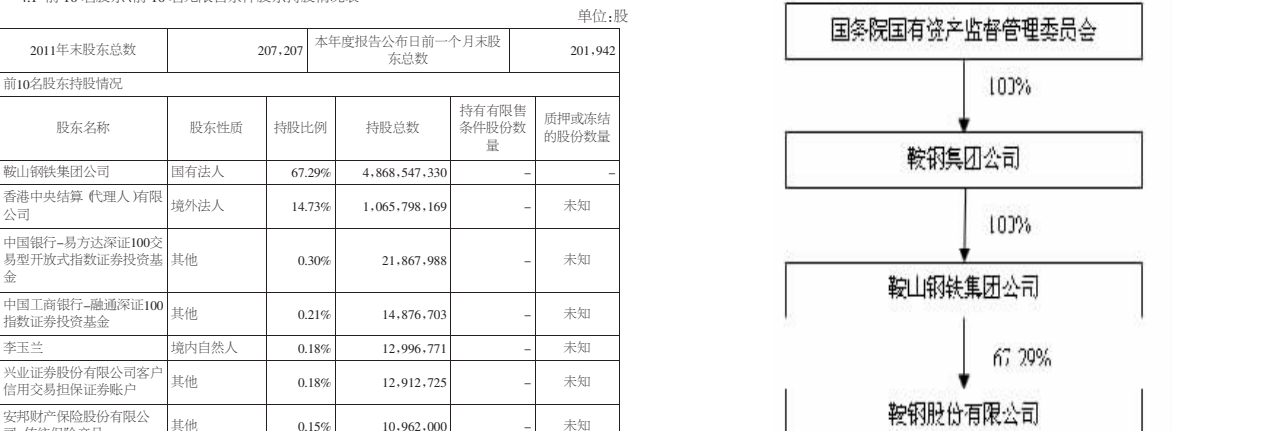 单位:股
2011年末股东总数 207,207 本年度报告公布日前一个月末股 201,942
东总数
前10名股东持股情况
股东名称 股东性质 持股比例 持股总数 持有有限售 质押或冻结
条件股份数 的股份数量
量
鞍山钢铁集团公司 国有法人 67.29% 4,868,547,330 – –
香港中央结算(代理人)有限 境外法人 14.73% 1,065,798,169 – 未知
公司
中国银行–易方达深证100交
易型开放式指数证券投资基 其他 0.30% 21,867,988 – 未知
金
中国工商银行–融通深证100 其他 0.21% 14,876,703 – 未知
指数证券投资基金
李玉兰 境内自然人 0.18% 12,996,771 – 未知
兴业证券股份有限公司客户 其他 0.18% 12,912,725 – 未知
信用交易担保证券账户
安邦财产保险股份有限公 其他 0.15% 10,962,000 – 未知
国务院国有资产监督管理委员会
100%
鞍钢集团公司
100%
鞍山钢铁集团公司
67.29%
鞍钢股份有限公司